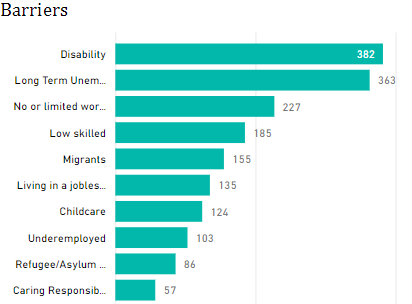 Barriers
Disability 382
Long Term Unem... 363
No or limited wor... 227
Low skilled 185
Migrants 155
Living in a jobles... 135
Childcare 124
Underemployed 103
Refugee/Asylum ... 86
Caring Responsib... 57